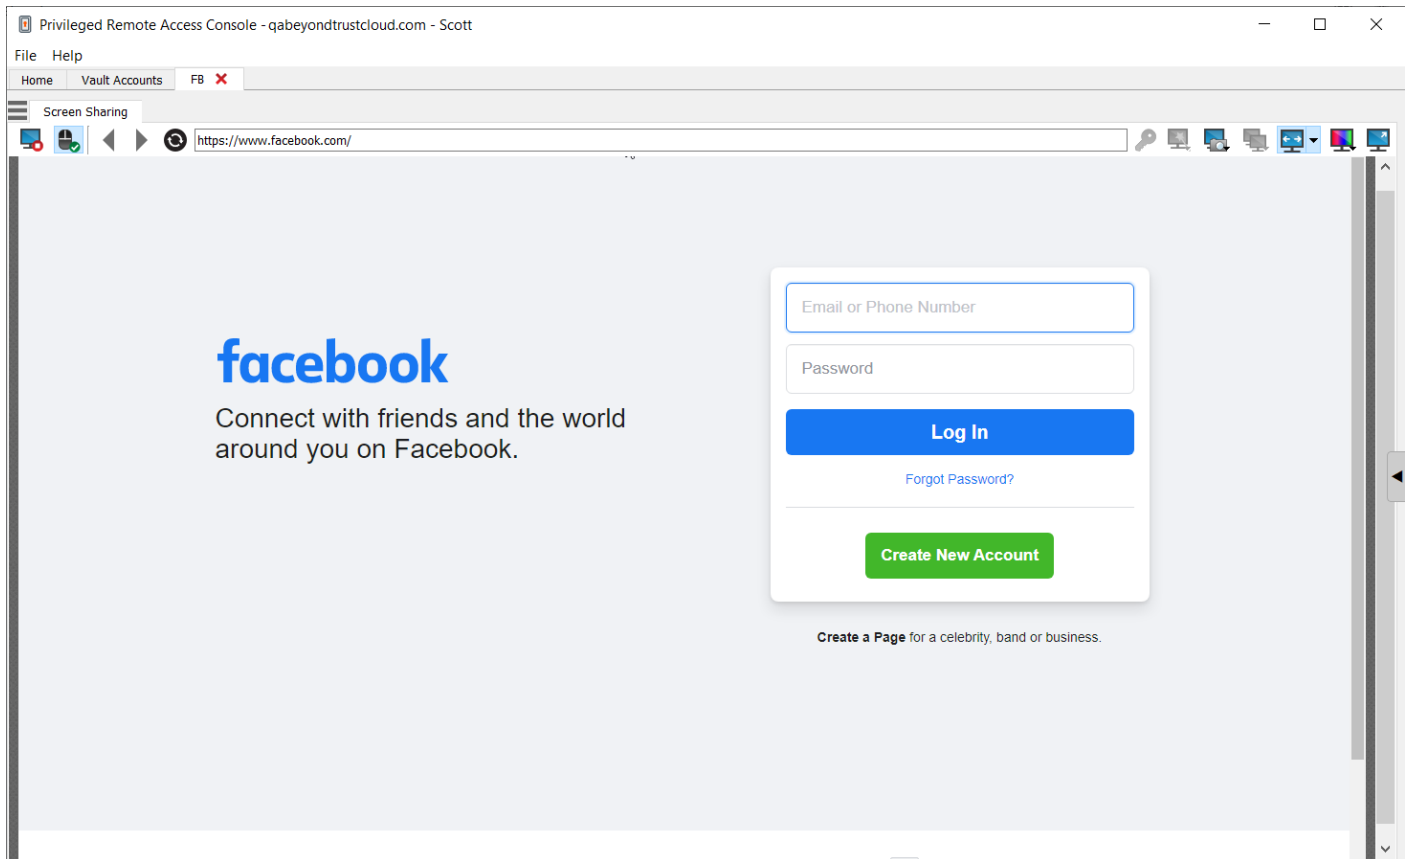 Privileged Remote Access Console - qabeyondtrustcloud.com - Scott
File Help
Home Vault Accounts FB
Screen Sharing
https://www.facebook.com/
facebook
Connect with friends and the world
around you on Facebook.
Email or Phone Number
Password
Log In
Forgot Password?
Create New Account
Create a Page for a celebrity, band or business.